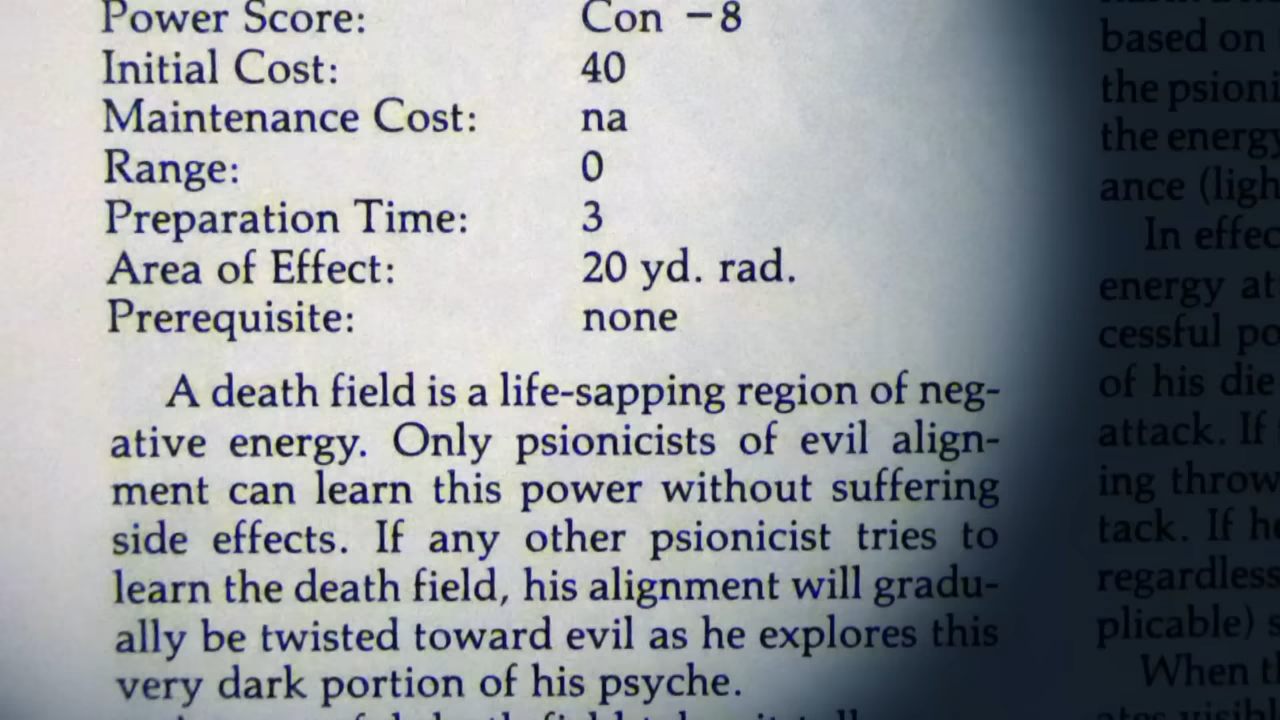 Power Score: Con −8
Initial Cost: 40
Maintenance Cost: na
Range: 0
Preparation Time: 3
Area of Effect: 20 yd. rad.
Prerequisite: none
A death field is a life-sapping region of neg-
ative energy. Only psionicists of evil align-
ment can learn this power without suffering
side effects. If any other psionicist tries to
learn the death field, his alignment will gradu-
ally be twisted toward evil as he explores this
very dark portion of his psyche.
based on
the psioni
the energy
ance (ligh
In effec
energy at
cessful po
of his die
attack. If
ing throw
tack. If h
regardless
plicable) s
When th